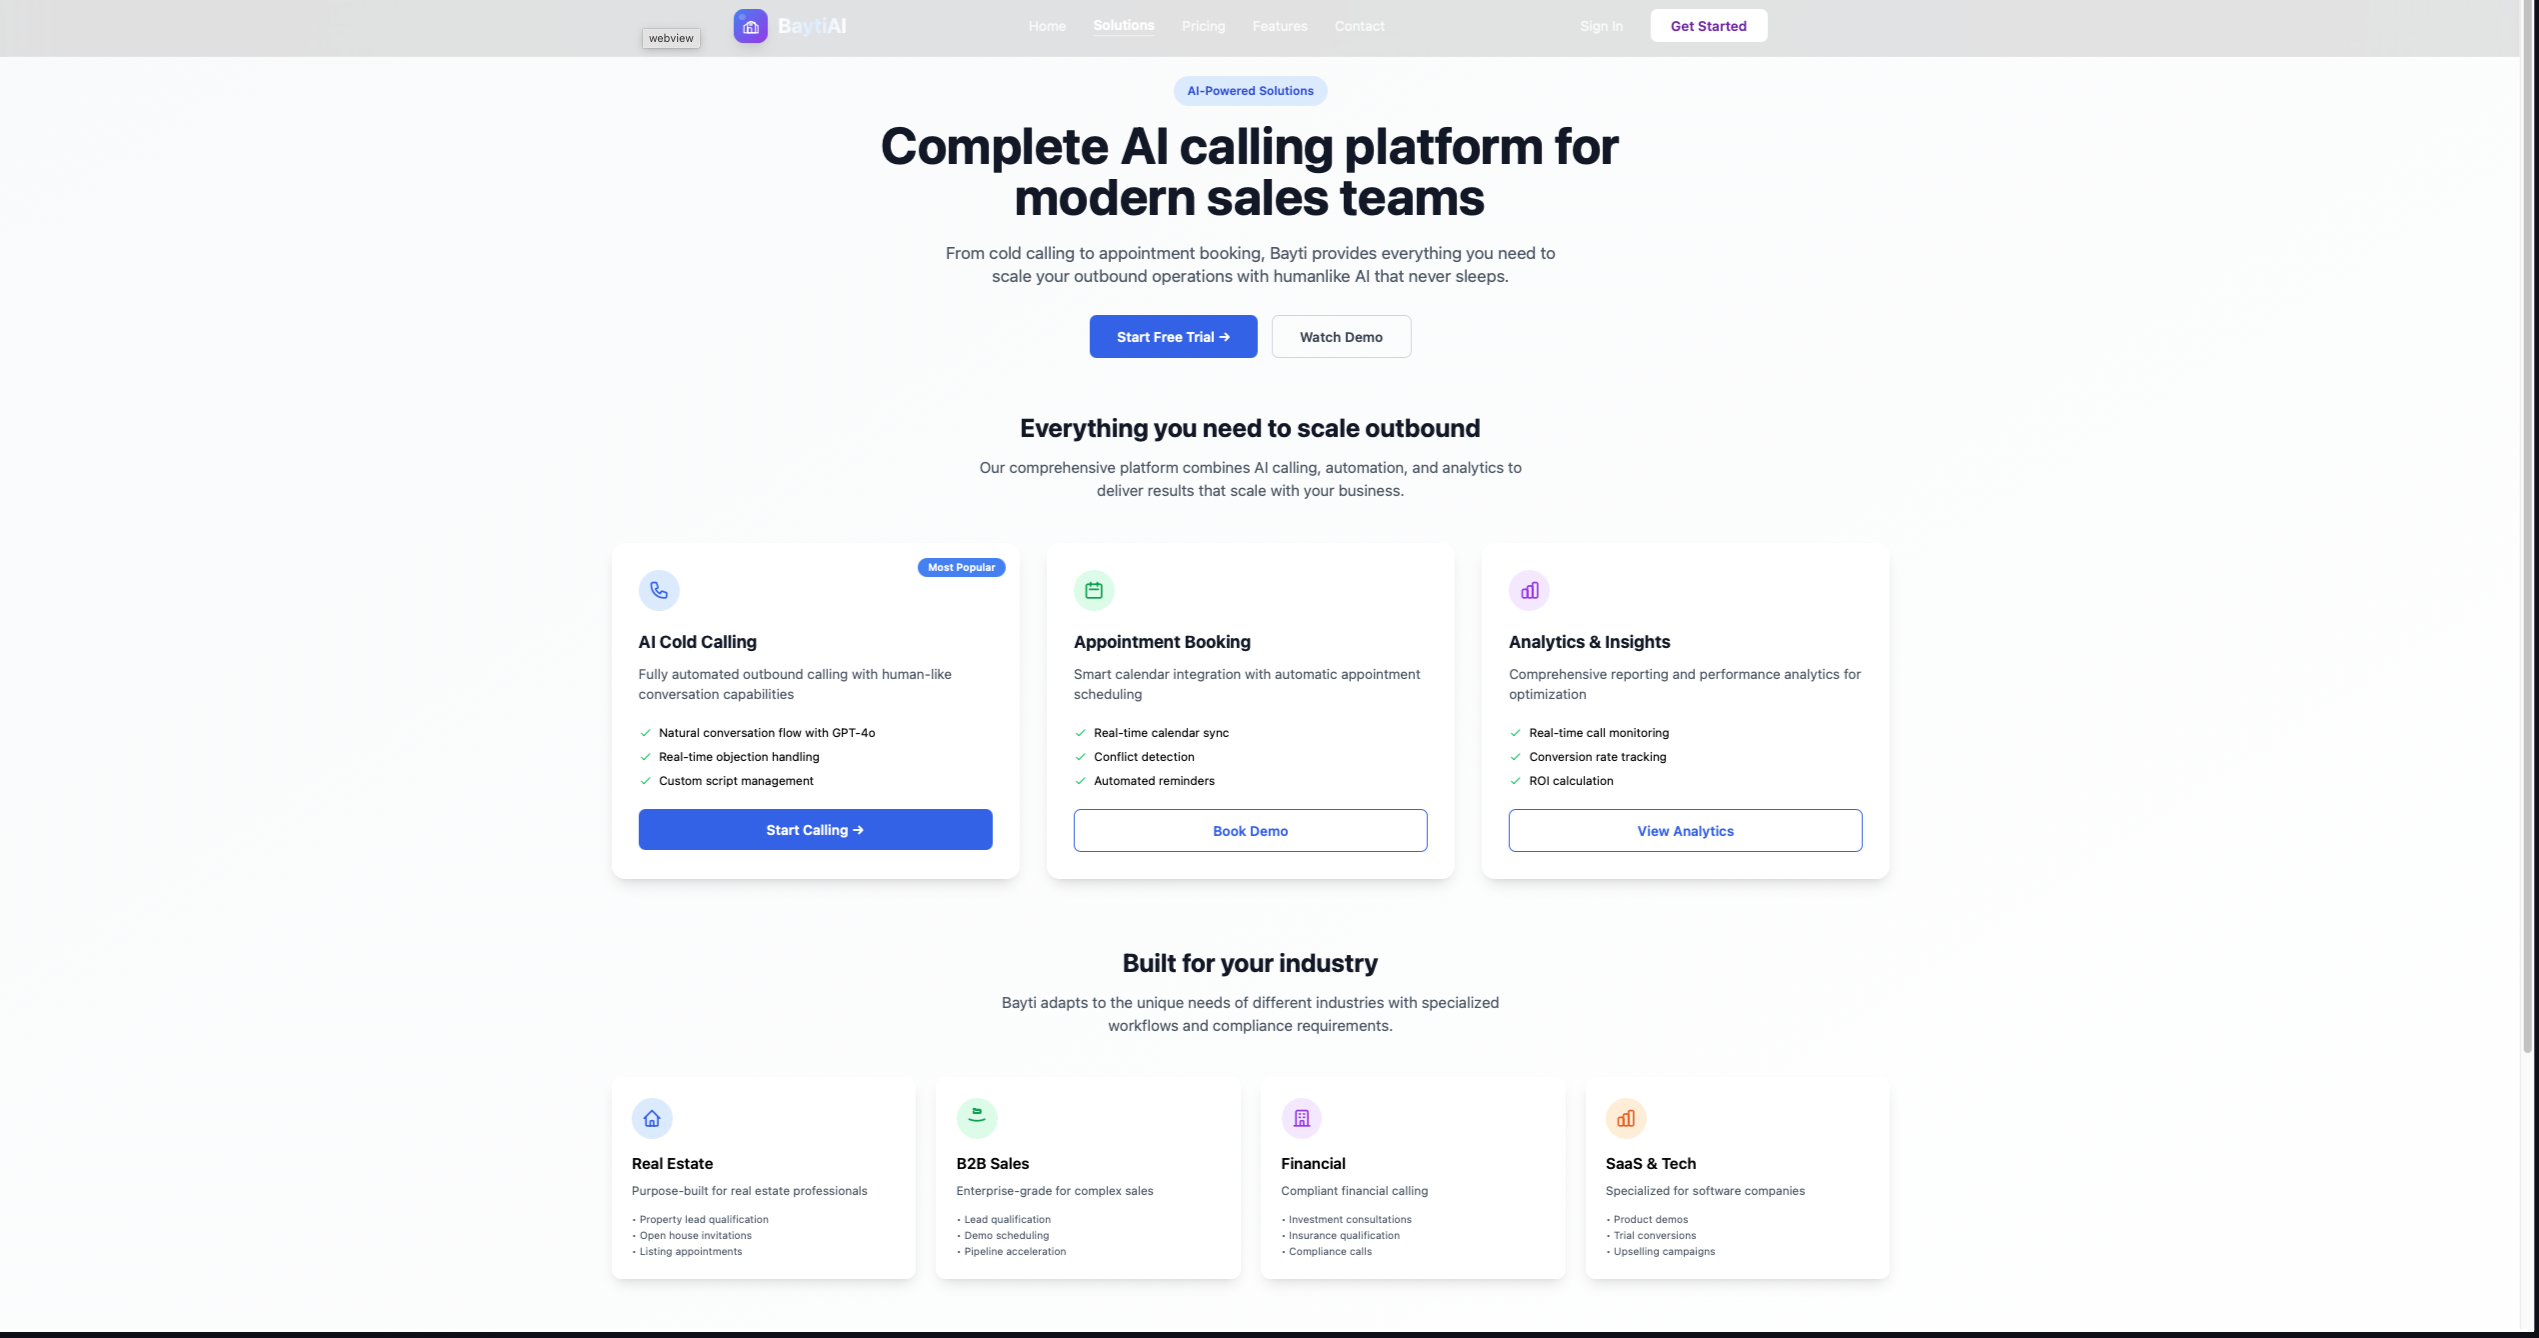 webview
BaytiAI
Home Solutions Pricing Features Contact
Sign In Get Started
AI-Powered Solutions
Complete AI calling platform for
modern sales teams
From cold calling to appointment booking, Bayti provides everything you need to
scale your outbound operations with humanlike AI that never sleeps.
Start Free Trial →
Watch Demo
Everything you need to scale outbound
Our comprehensive platform combines AI calling, automation, and analytics to
deliver results that scale with your business.
Most Popular
AI Cold Calling
Fully automated outbound calling with human-like
conversation capabilities
✓ Natural conversation flow with GPT-4o
✓ Real-time objection handling
✓ Custom script management
Start Calling →
Appointment Booking
Smart calendar integration with automatic appointment
scheduling
✓ Real-time calendar sync
✓ Conflict detection
✓ Automated reminders
Book Demo
Analytics & Insights
Comprehensive reporting and performance analytics for
optimization
✓ Real-time call monitoring
✓ Conversion rate tracking
✓ ROI calculation
View Analytics
Built for your industry
Bayti adapts to the unique needs of different industries with specialized
workflows and compliance requirements.
Real Estate
Purpose-built for real estate professionals
• Property lead qualification
• Open house invitations
• Listing appointments
B2B Sales
Enterprise-grade for complex sales
• Lead qualification
• Demo scheduling
• Pipeline acceleration
Financial
Compliant financial calling
• Investment consultations
• Insurance qualification
• Compliance calls
SaaS & Tech
Specialized for software companies
• Product demos
• Trial conversions
• Upselling campaigns